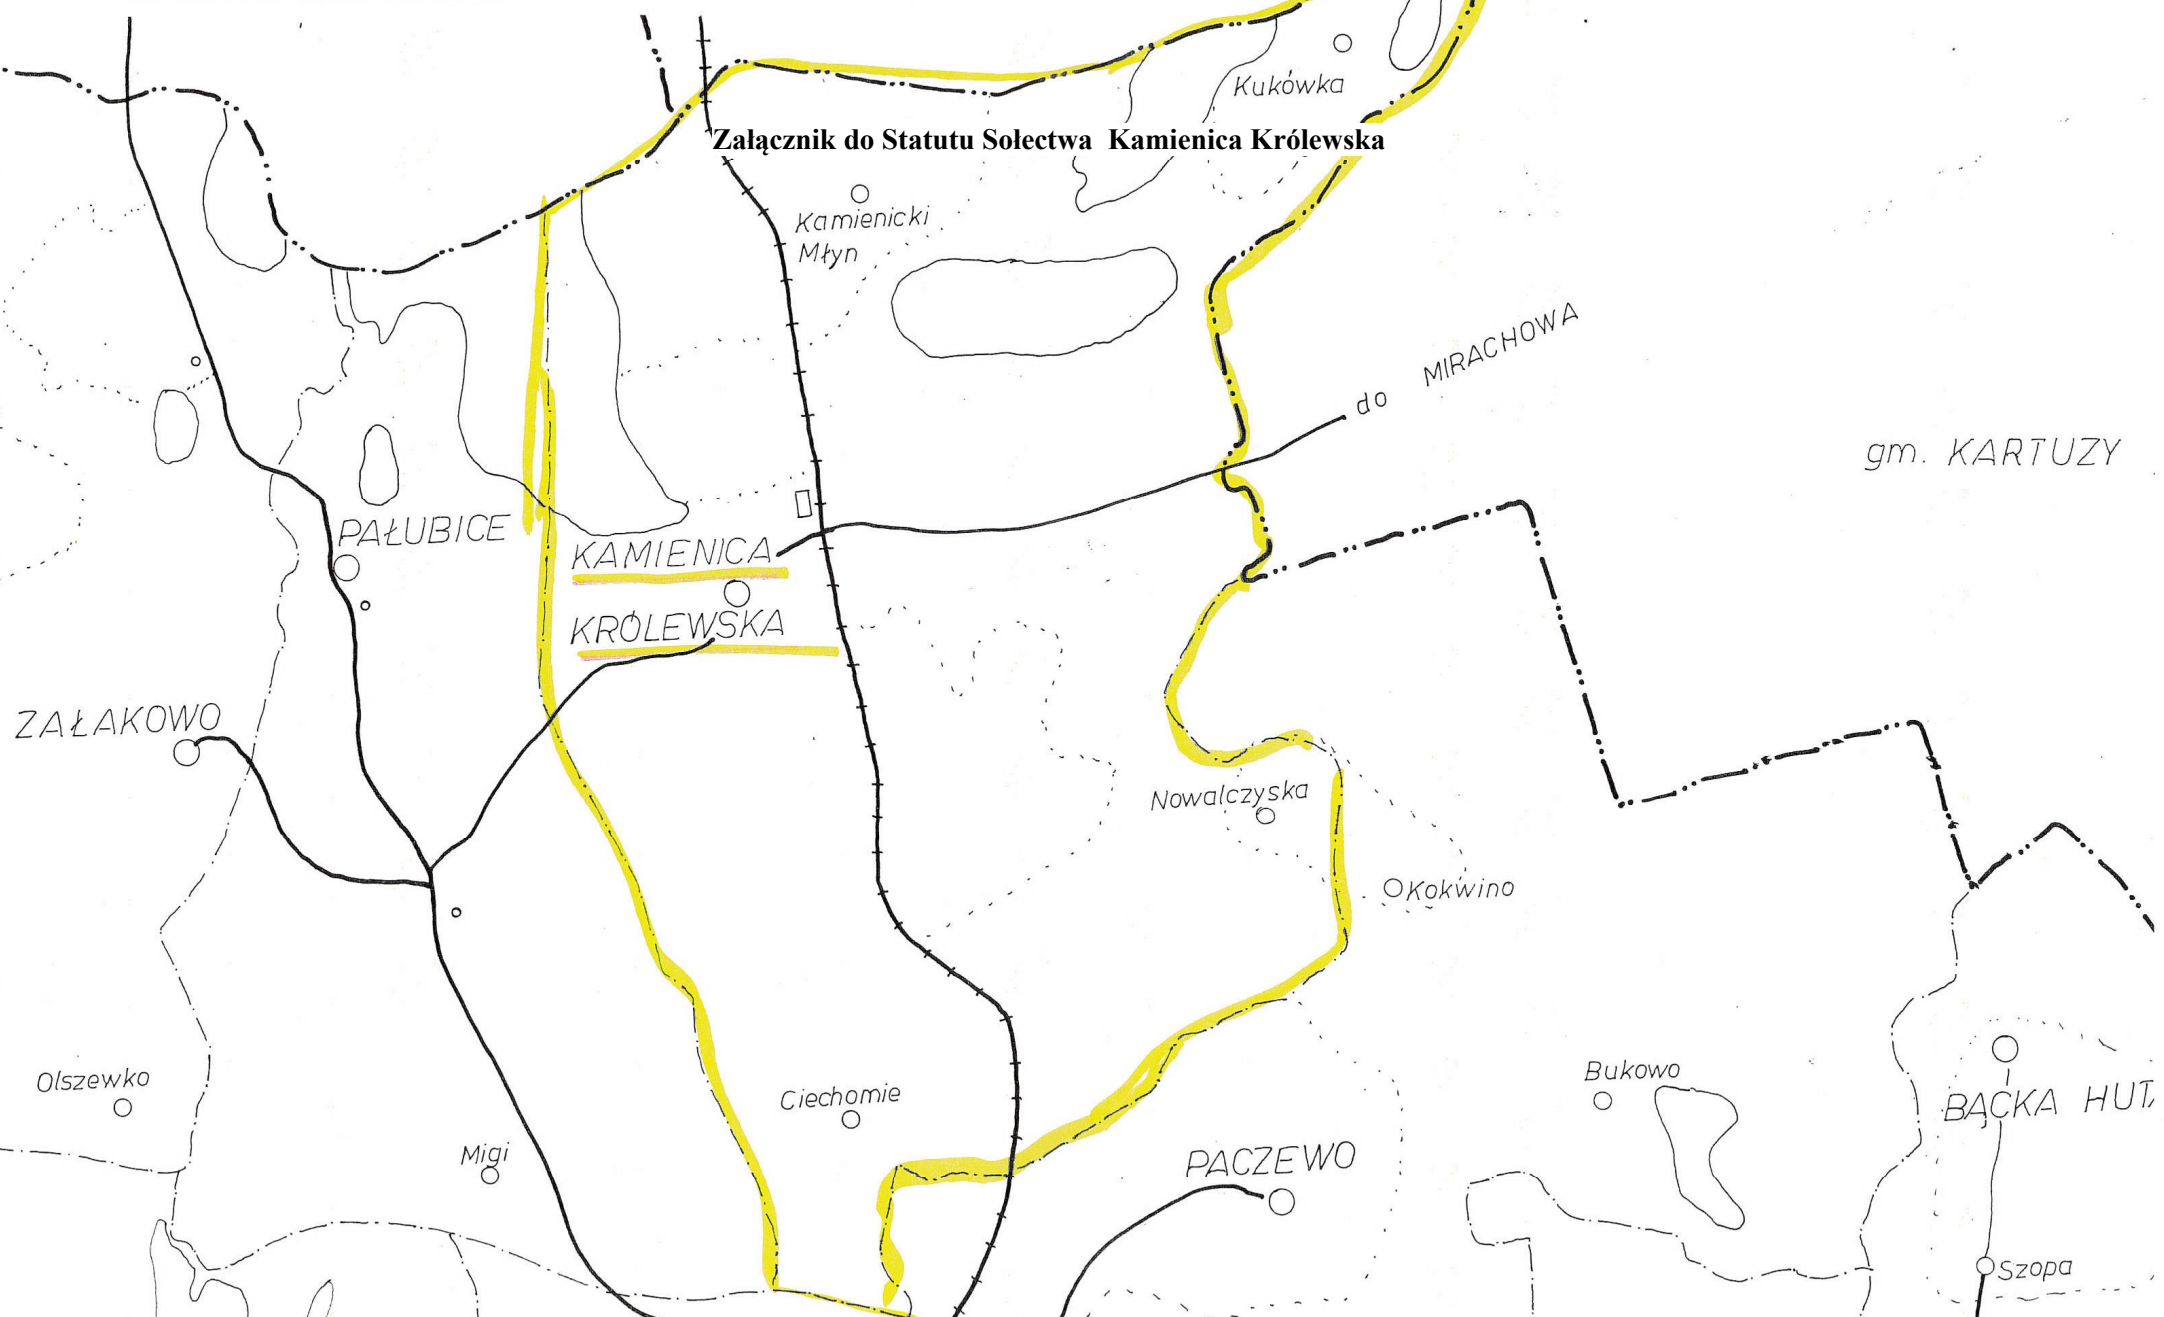 Kukówka
Załącznik do Statutu Sołectwa Kamienica Królewska
Kamienicki
Młyn
do MIRACHOWA
gm. KARTUZY
PAŁUBICE
KAMIENICA
KRÓLEWSKA
ZAŁAKOWO
Nowalczyska
Kokwino
Olszewko
Ciechomie
Bukowo
BĄCKA HUTA
Migi
PACZEWO
Szopa